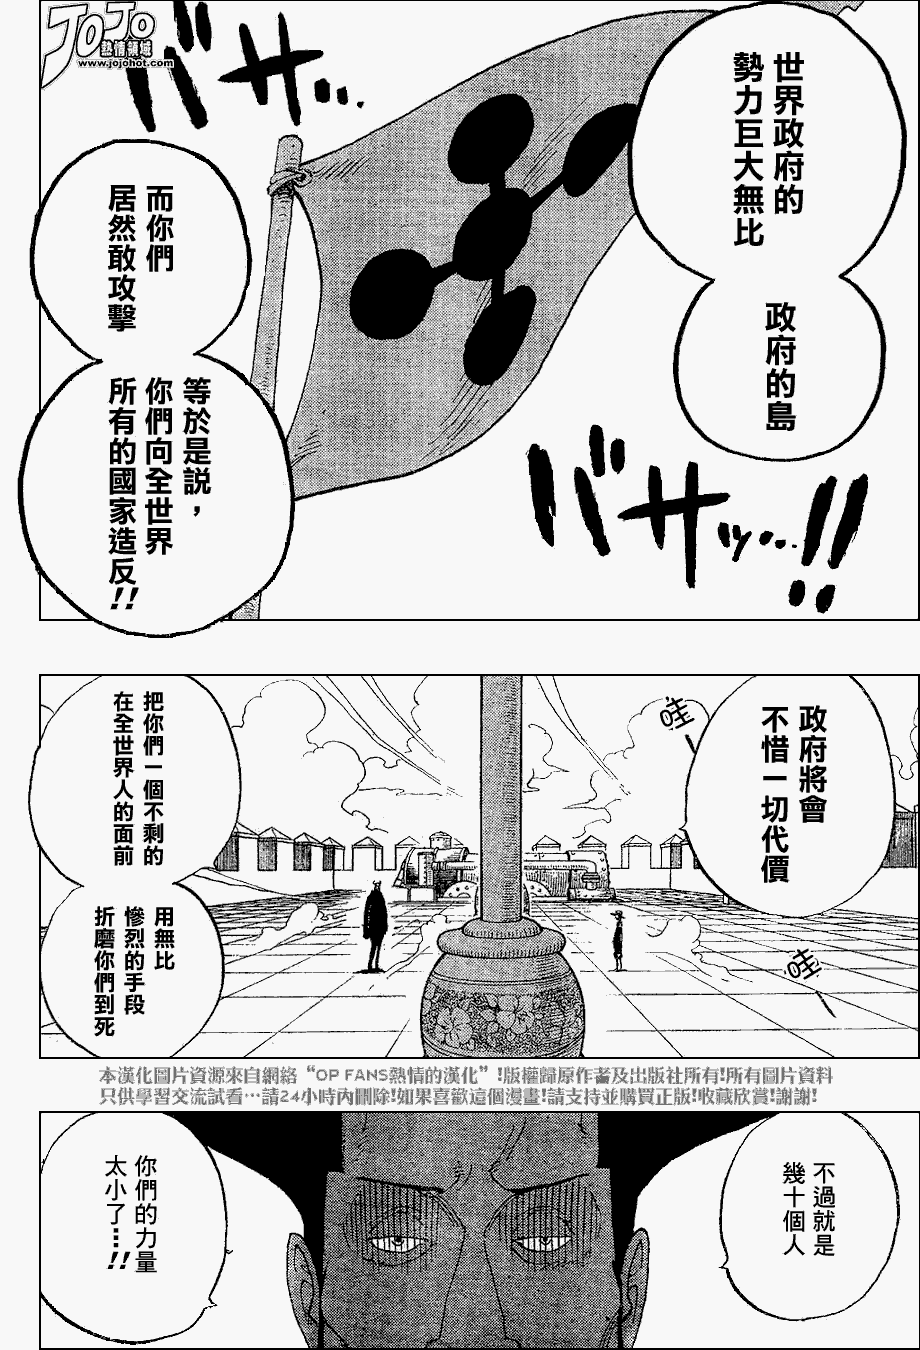 JOJO
熱情領域
www.jojohot.com
バサッ…
世界政府的
勢力巨大無比
政府的島
而你們
居然敢攻擊
等於是説，
你們向全世界
所有的國家造反!!
バサッ…!!
政府將會
不惜一切代價
哇
哇
把你們一個不剩的
在全世界人的面前
用無比
慘烈的手段
折磨你們到死
本漢化圖片資源來自網絡“OP FANS熱情的漢化”!版權歸原作者及出版社所有!所有圖片資料
只供學習交流試看…請24小時內刪除!如果喜歡這個漫畫!請支持並購買正版!收藏欣賞!謝謝!
不過就是
幾十個人
你們的力量
太小了…!!